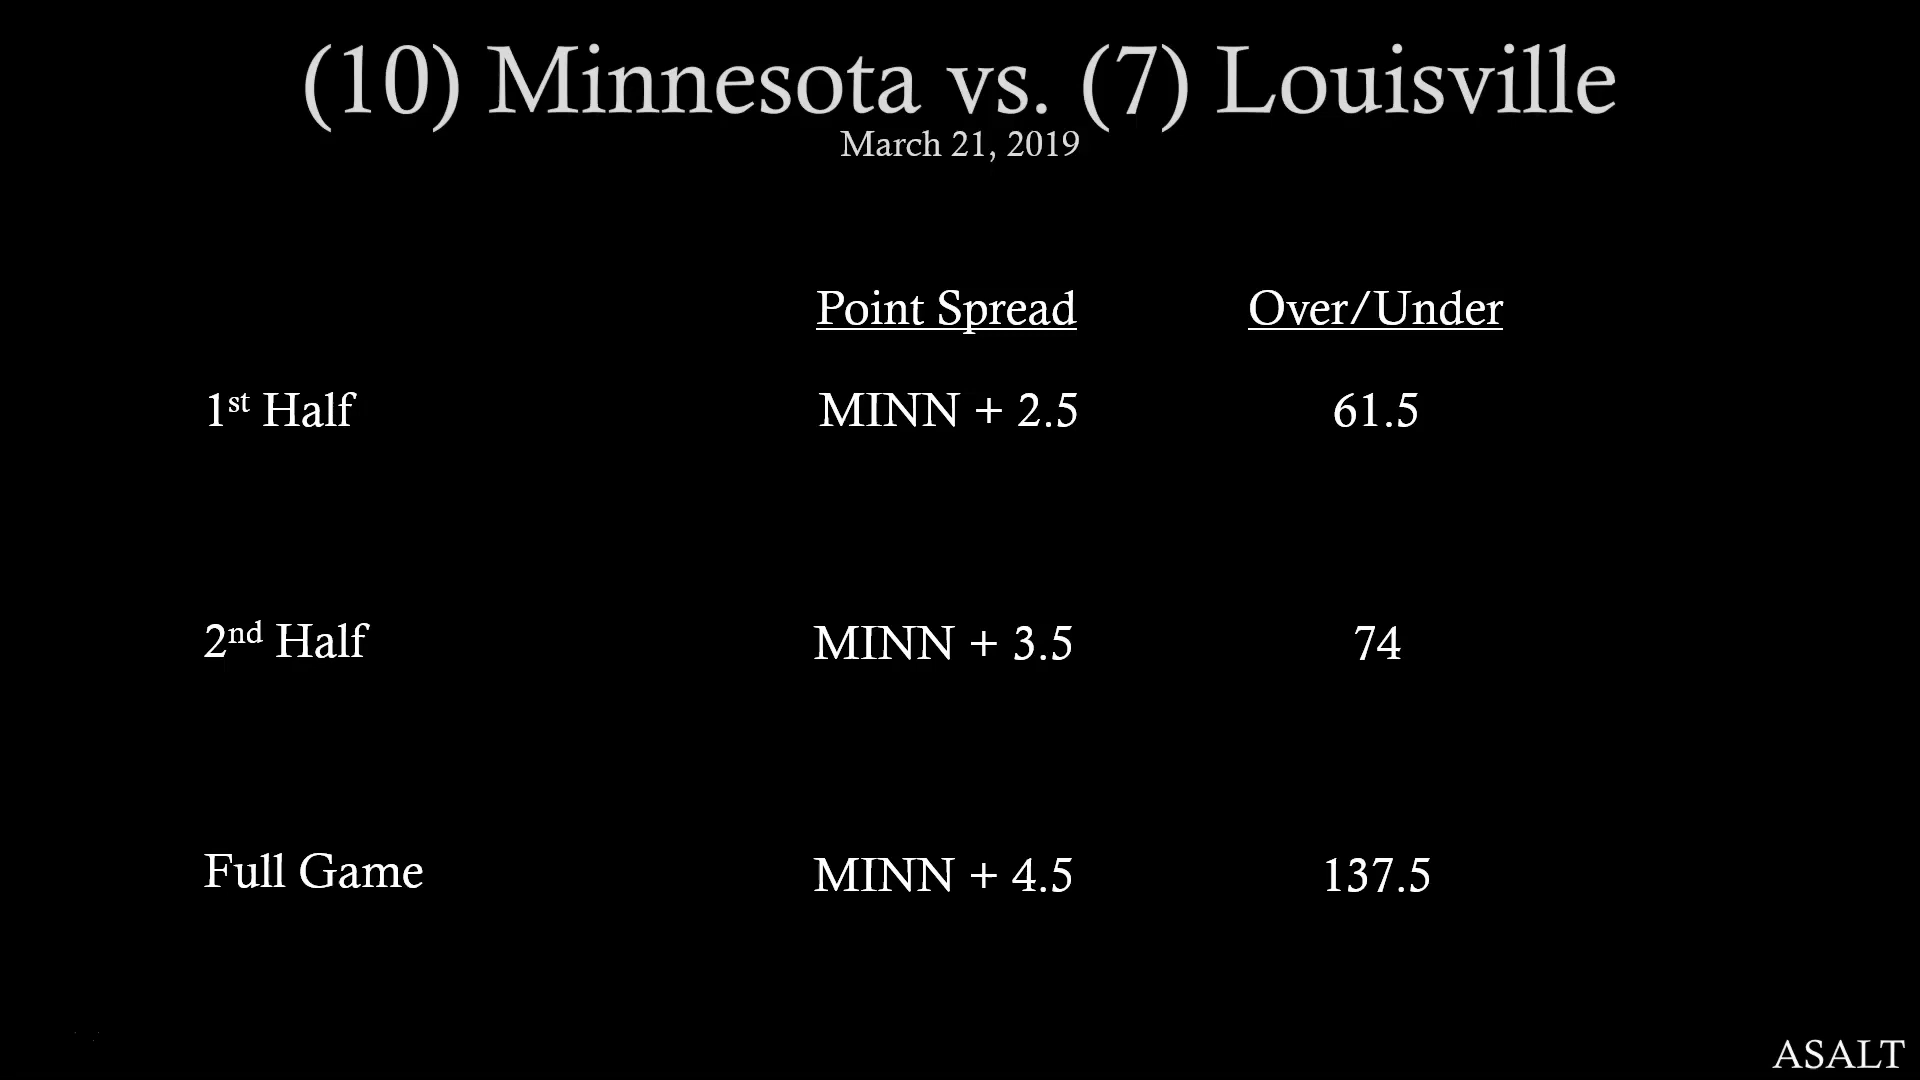 (10) Minnesota vs. (7) Louisville
March 21, 2019
Point Spread Over/Under
1st Half MINN + 2.5 61.5
2nd Half MINN + 3.5 74
Full Game MINN + 4.5 137.5
ASALT